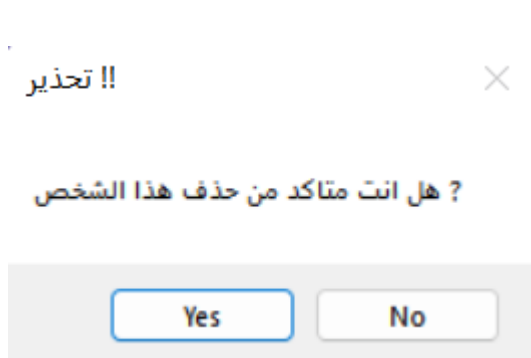 !! تحذير
? هل انت متاكد من حذف هذا الشخص
Yes
No